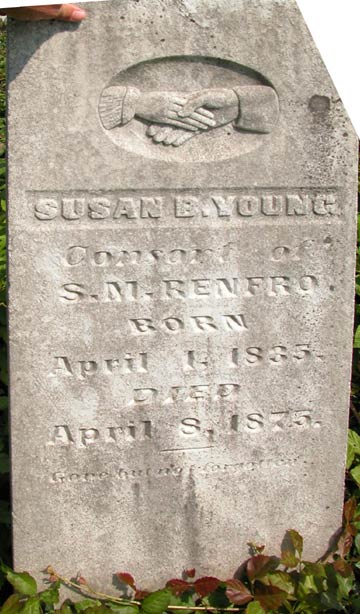 SUSAN B. YOUNG
Consort of
S. M. RENFRO.
BORN
April 1, 1835.
DIED
April 8, 1875.
Gone but not forgotten.